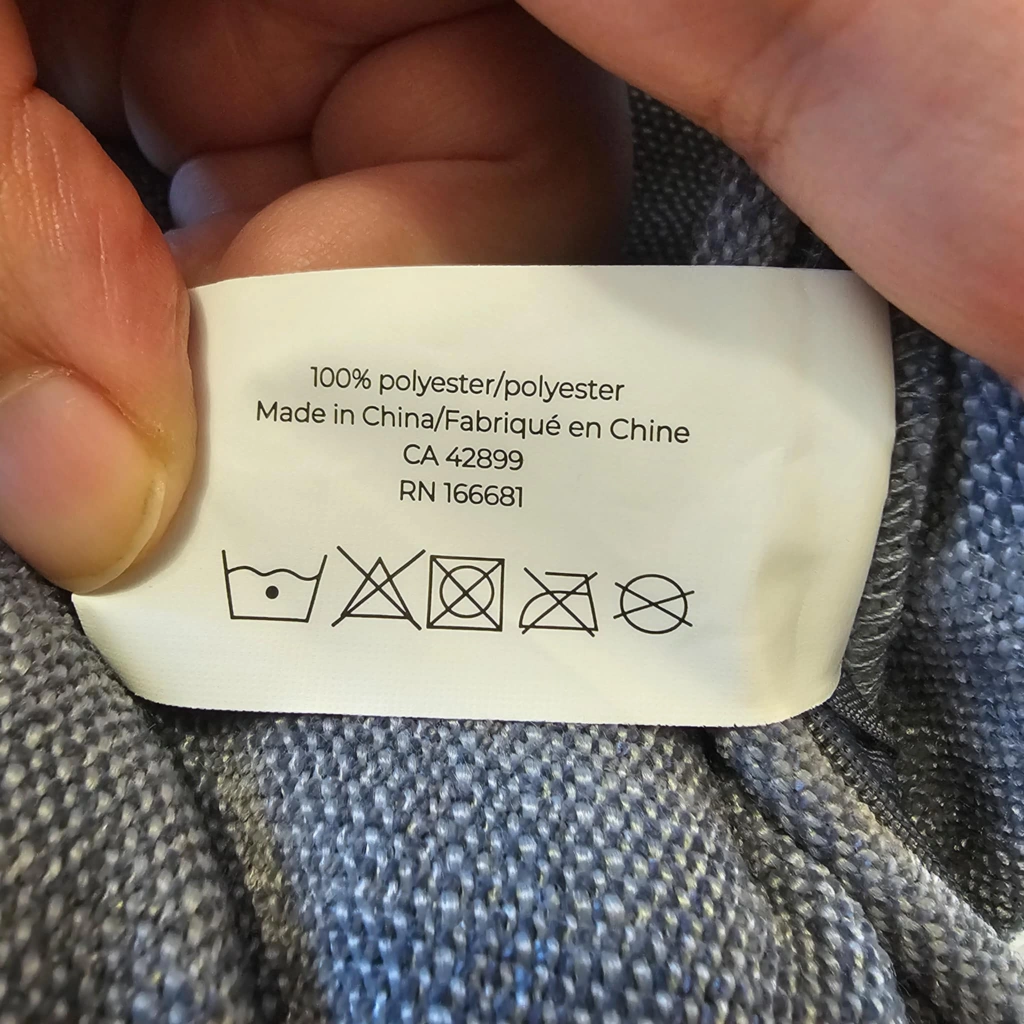 100% polyester/polyester
Made in China/Fabriqué en Chine
CA 42899
RN 166681